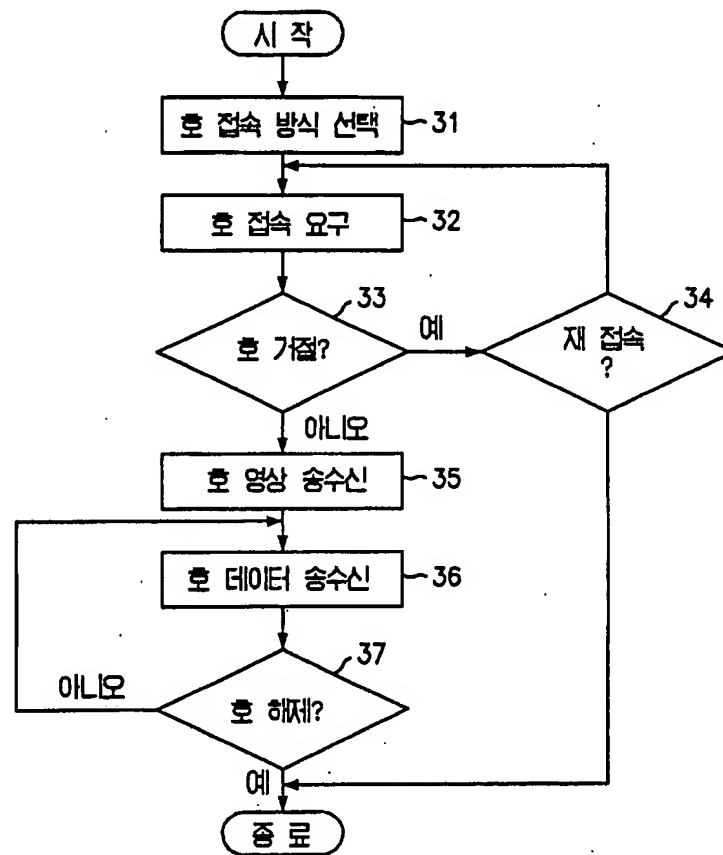 시 작
호 접속 방식 선택
31
호 접속 요구
32
33
34
호 거절?
예
재 접속
?
아니오
호 영상 송수신
35
호 데이터 송수신
36
37
아니오
호 해제?
예
종 료